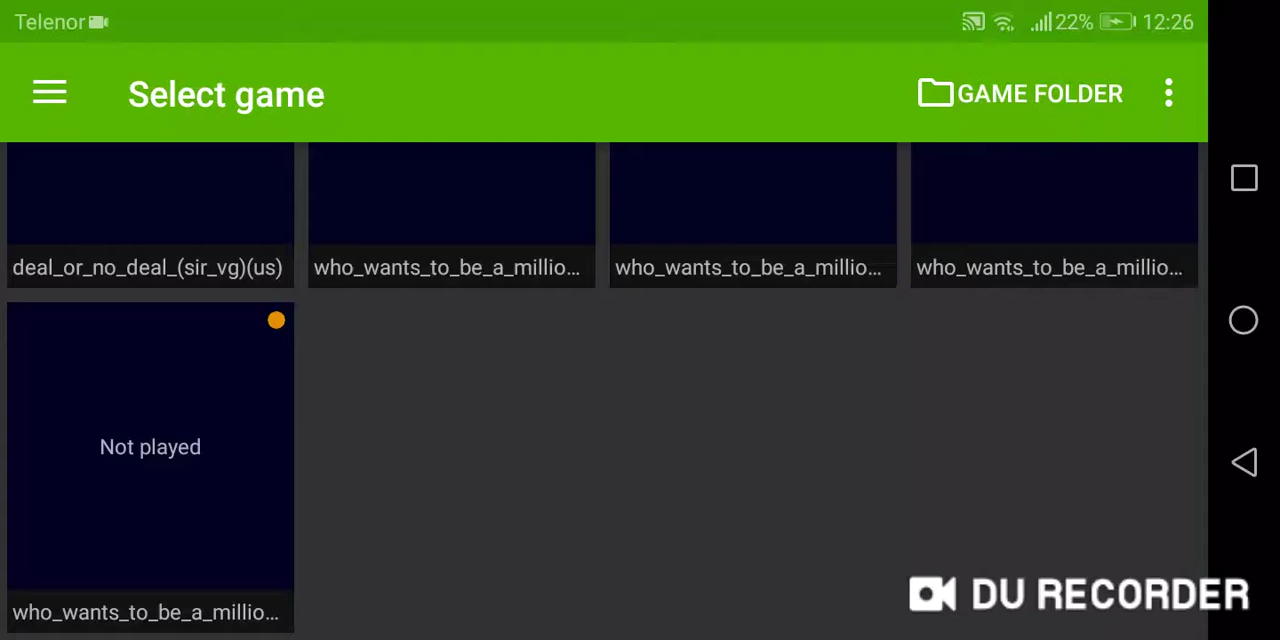 Telenor 22% 12:26
Select game GAME FOLDER
deal_or_no_deal_(sir_vg)(us) who_wants_to_be_a_millio... who_wants_to_be_a_millio... who_wants_to_be_a_millio...
Not played
who_wants_to_be_a_millio...
DU RECORDER